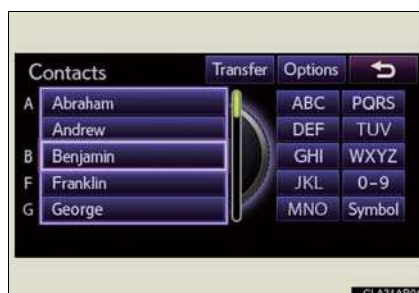 Contacts Transfer Options
A Abraham ABC PQRS
Andrew DEF TUV
B Benjamin GHI WXYZ
F Franklin JKL 0-9
G George MNO Symbol